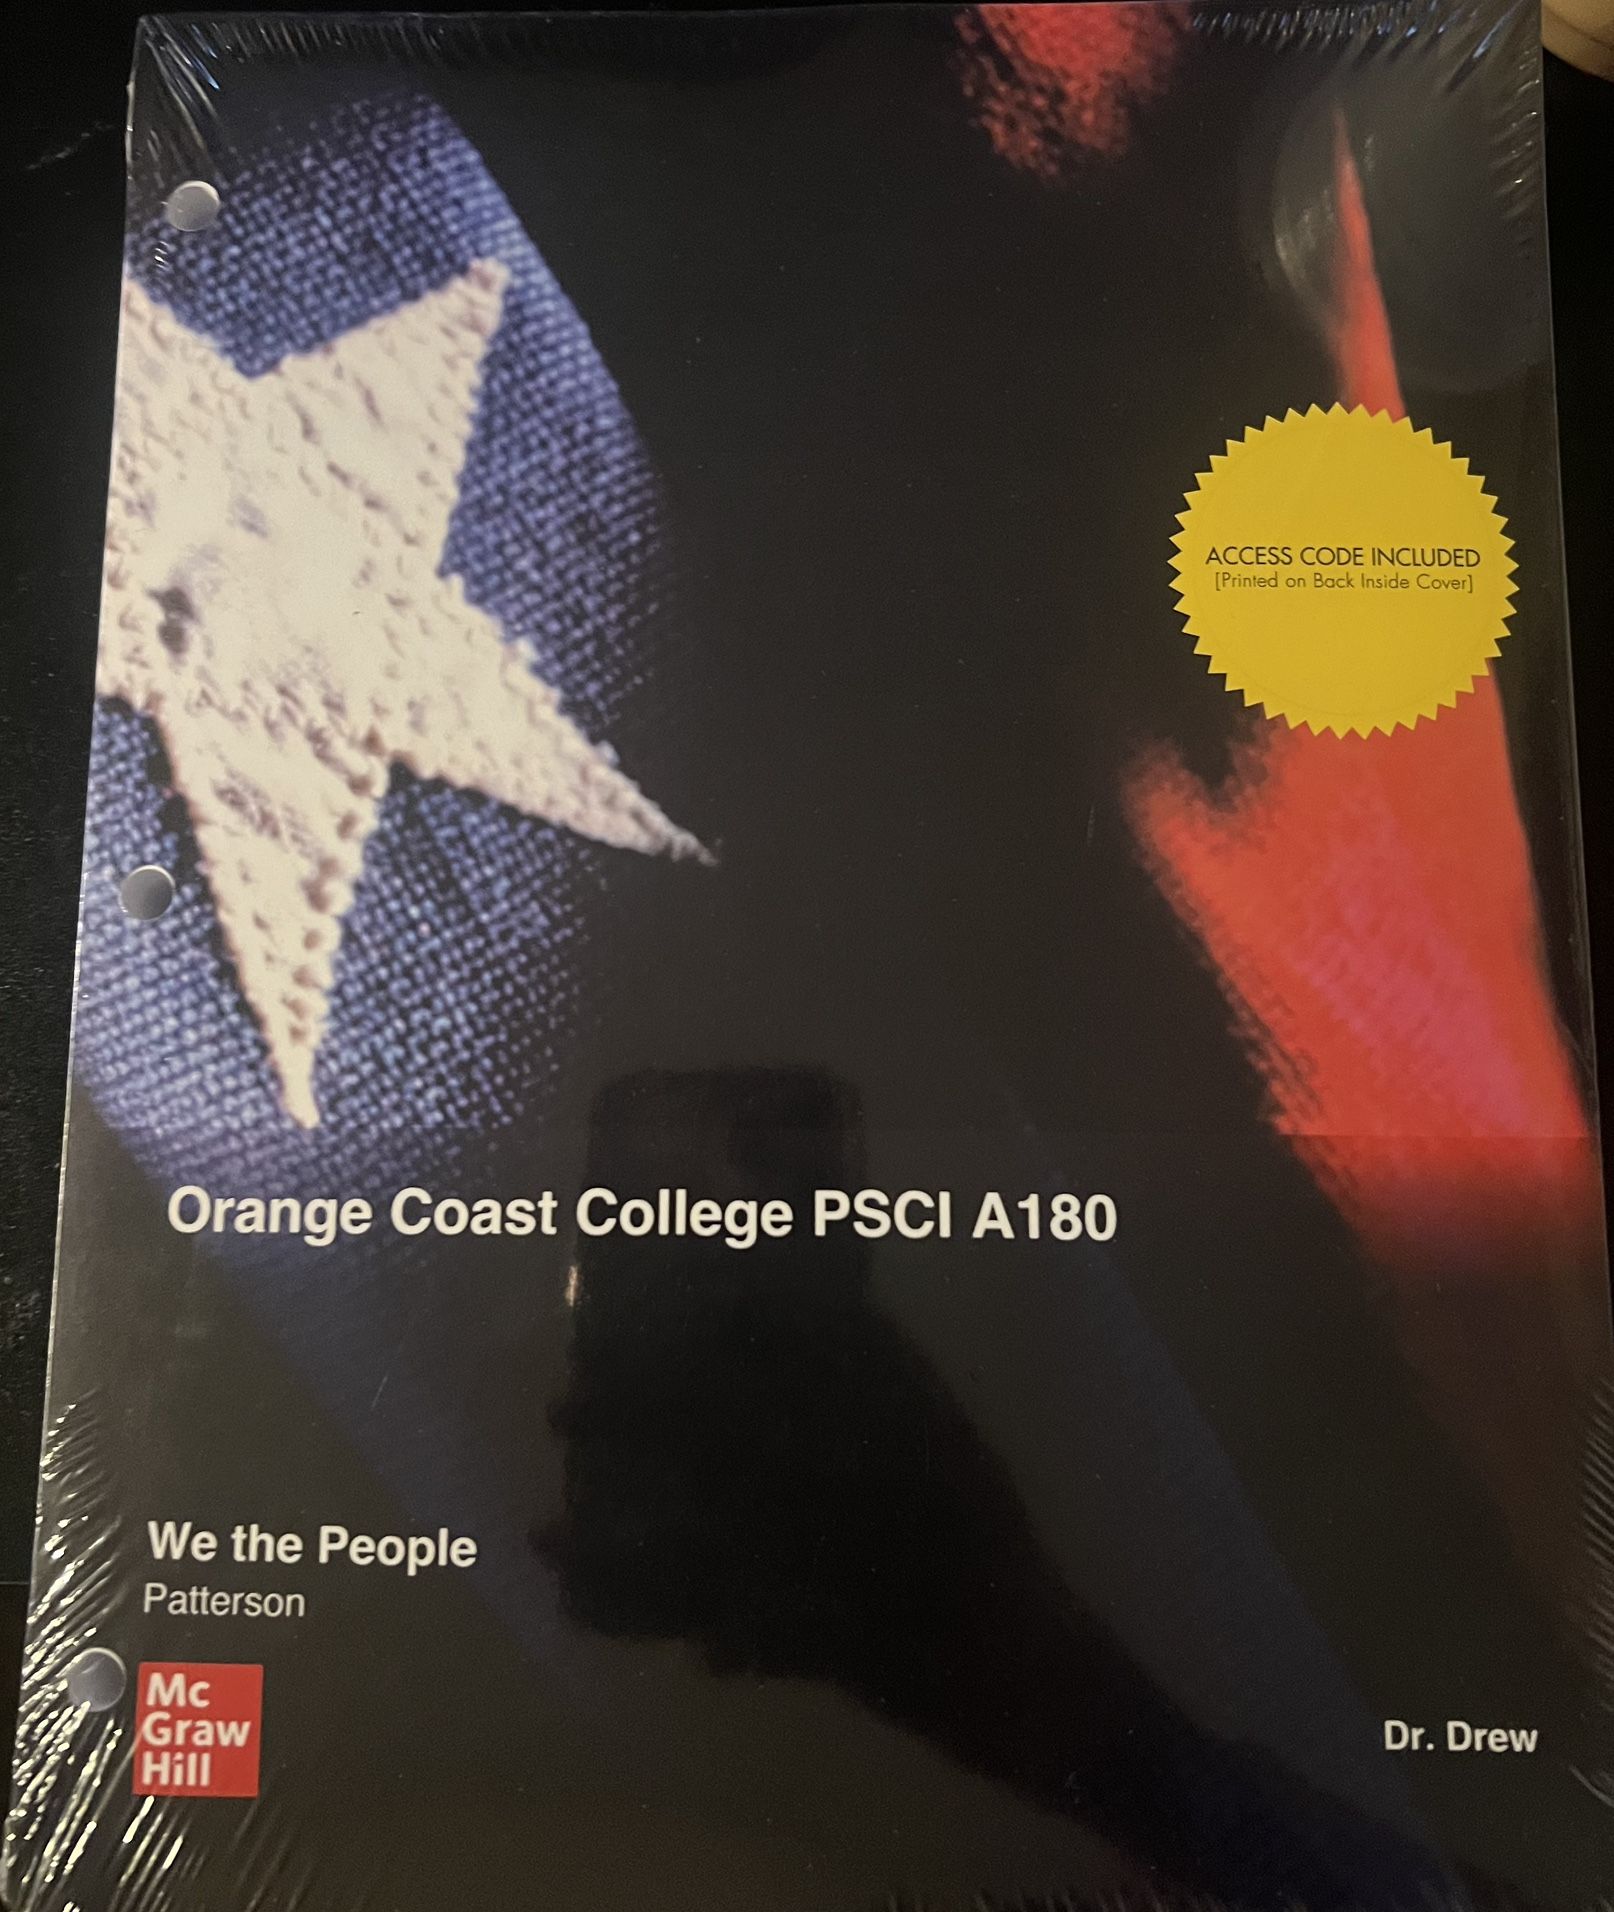 ACCESS CODE INCLUDED
[Printed on Back Inside Cover]
Orange Coast College PSCI A180
We the People
Patterson
Mc
Graw
Hill
Dr. Drew